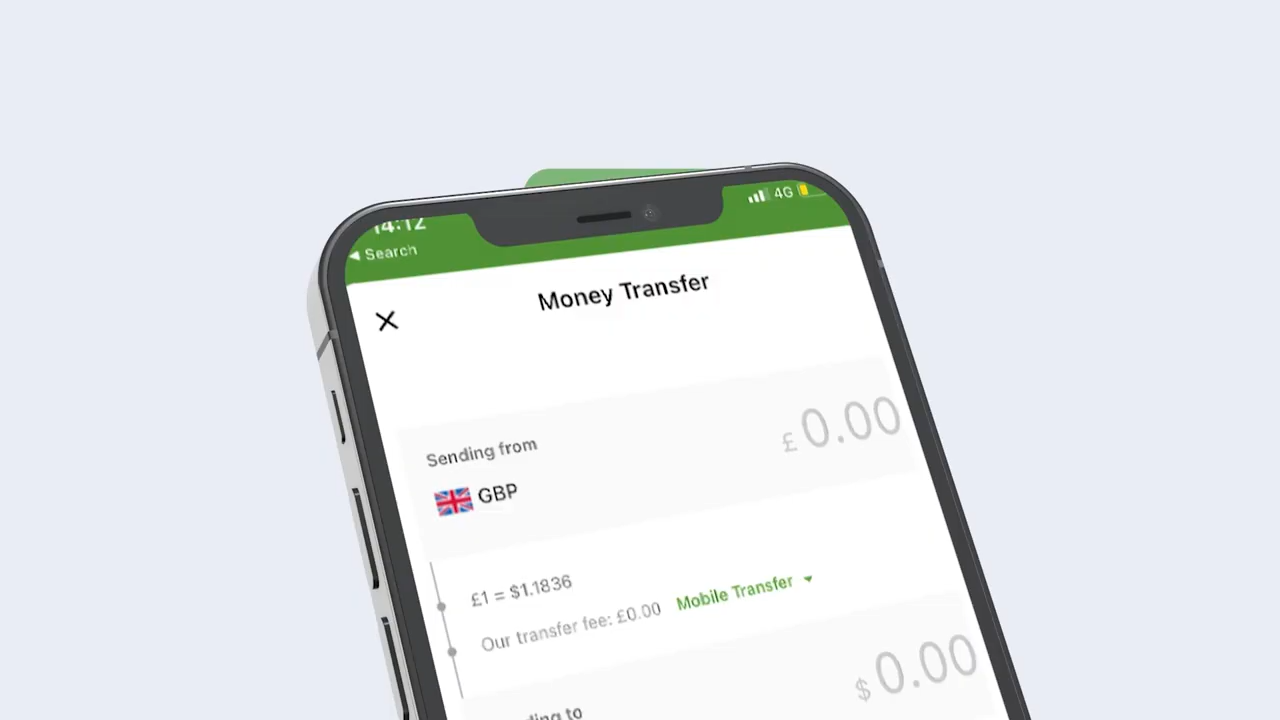 14:12
4G
◀ Search
Money Transfer
Sending from
£ 0.00
GBP
£1 = $1.1836
Our transfer fee: £0.00 Mobile Transfer
$ 0.00
to